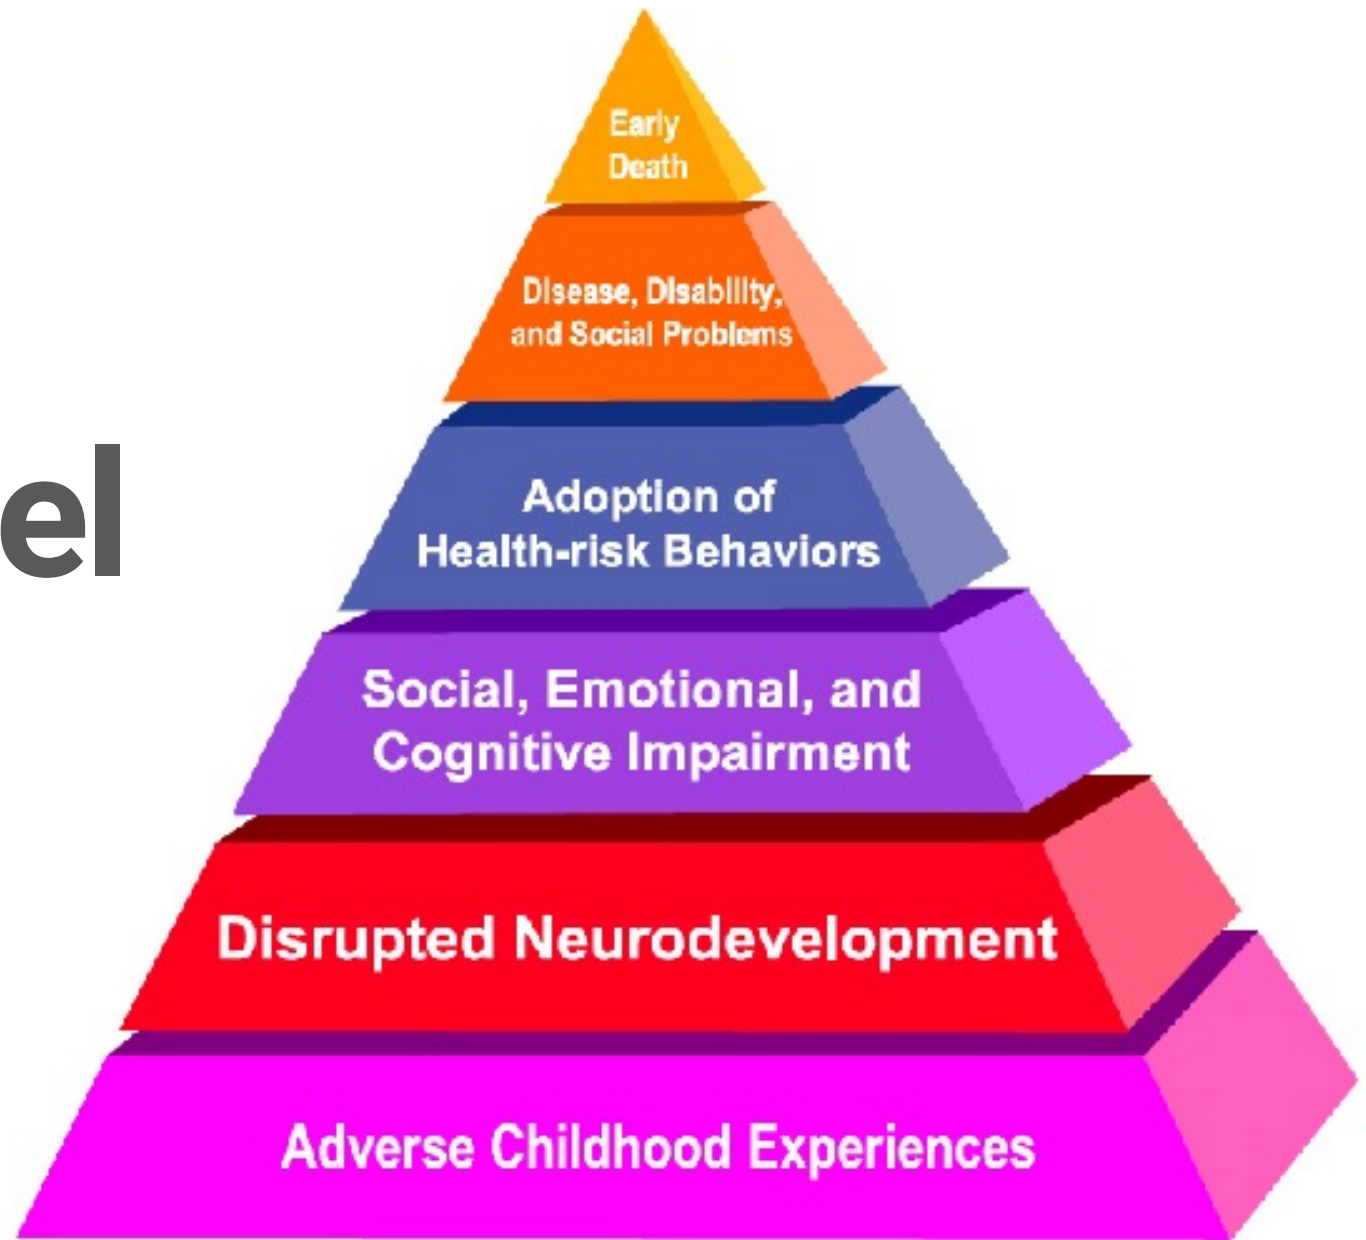 Early
Death
Disease, Disability,
and Social Problems
el
Adoption of
Health-risk Behaviors
Social, Emotional, and
Cognitive Impairment
Disrupted Neurodevelopment
Adverse Childhood Experiences